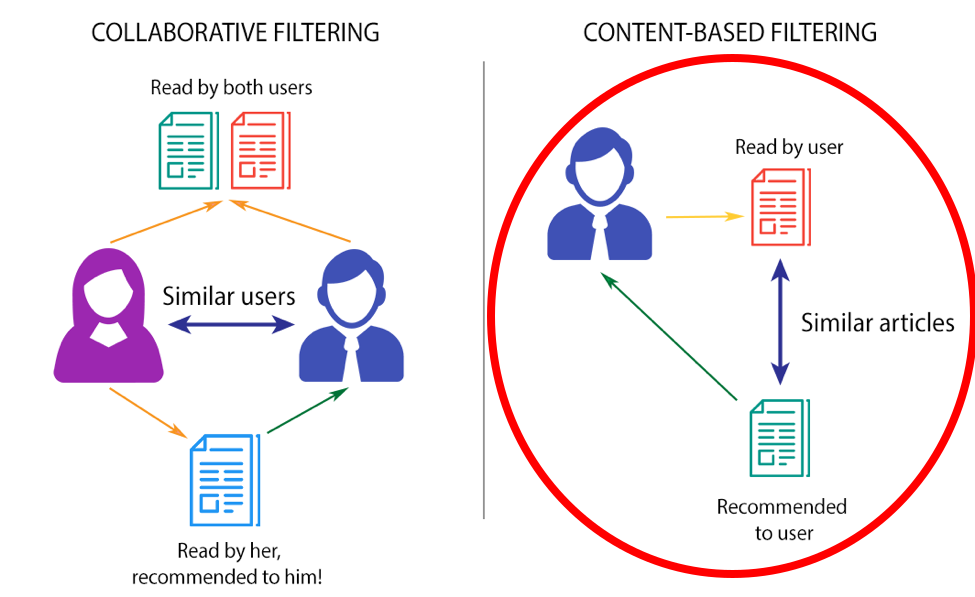 COLLABORATIVE FILTERING
Read by both users
Similar users
Read by her,
recommended to him!
CONTENT-BASED FILTERING
Read by user
Similar articles
Recommended
to user